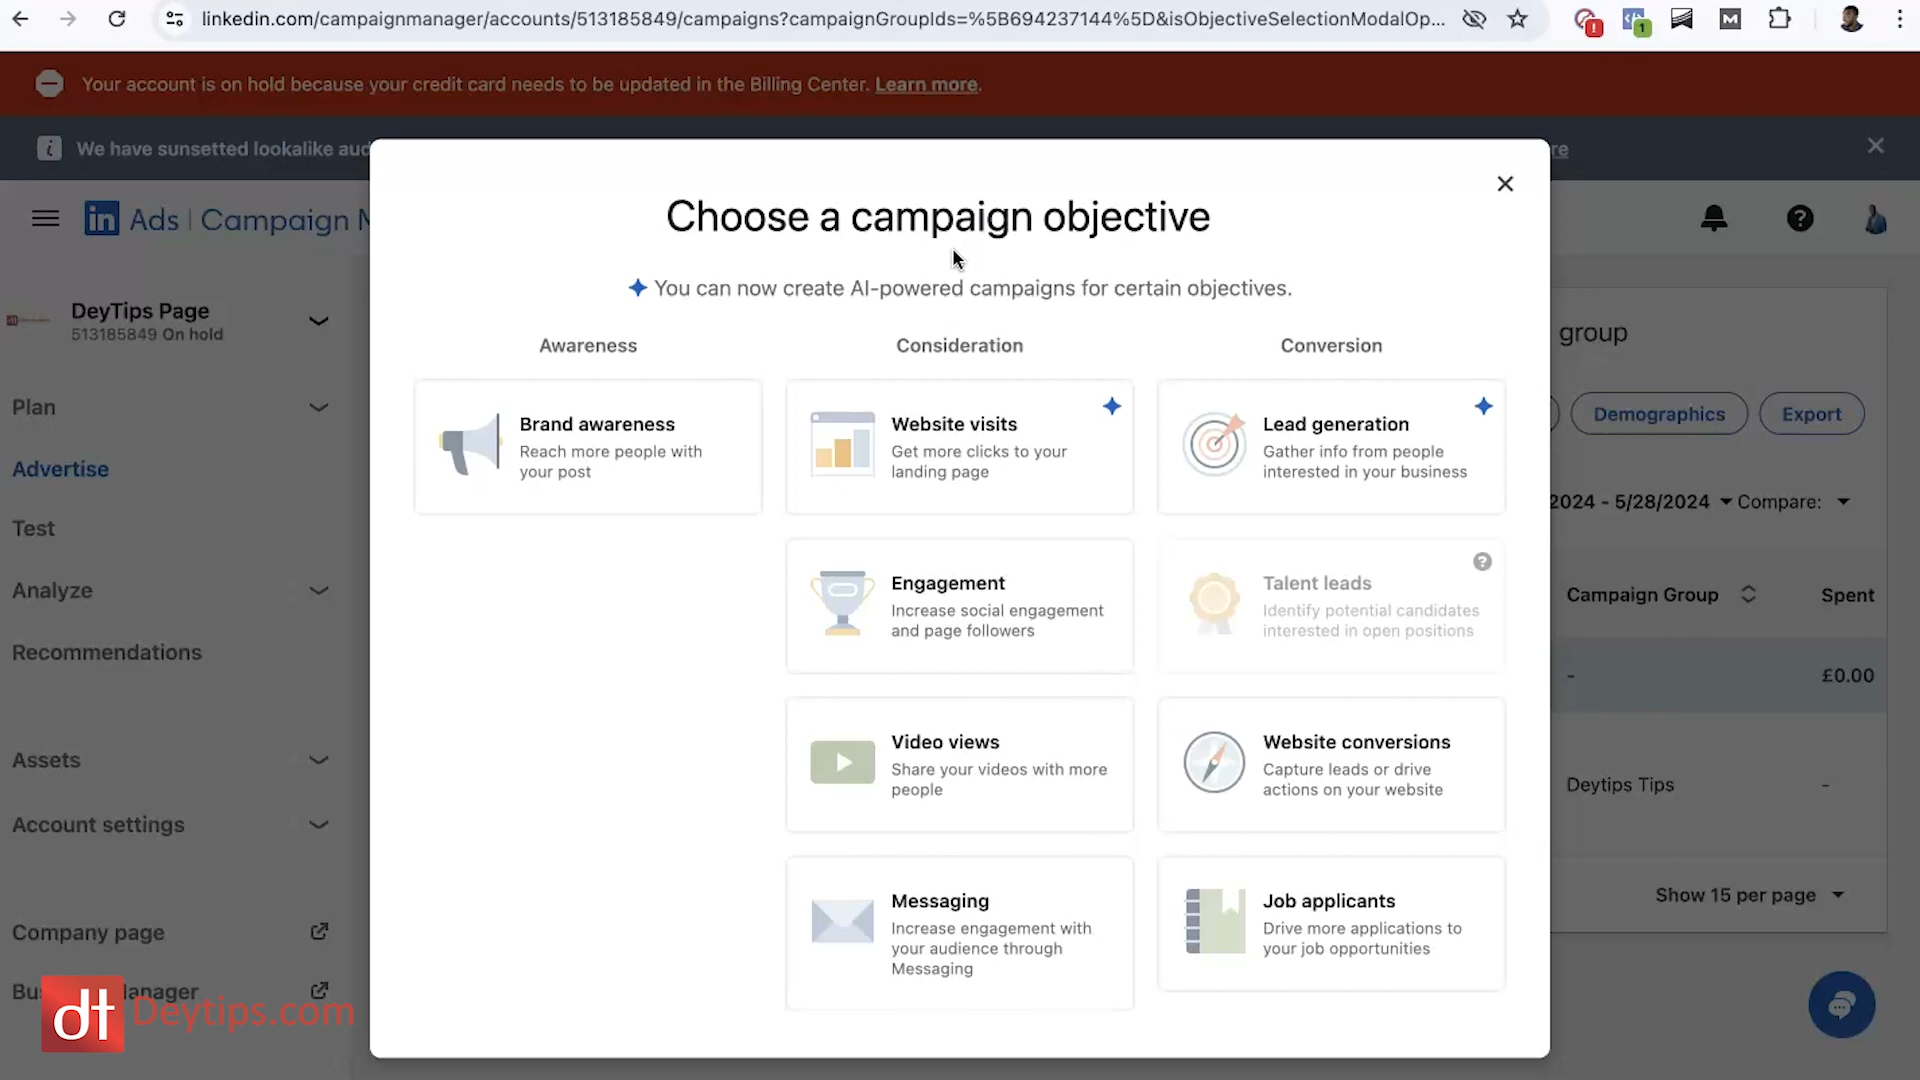 linkedin.com/campaignmanager/accounts/513185849/campaigns?campaignGroupIds=%5B694237144%5D&isObjectiveSelectionModalOp...
1
Your account is on hold because your credit card needs to be updated in the Billing Center. Learn more.
We have sunsetted lookalike aud
re
in Ads | Campaign M
DeyTips Page
513185849 On hold
Plan
Advertise
Test
Analyze
Recommendations
Assets
Account settings
Company page
Bus anager
dt Deytips.com
Choose a campaign objective
You can now create AI-powered campaigns for certain objectives.
Awareness
Brand awareness
Reach more people with
your post
Consideration
Website visits
Get more clicks to your
landing page
Engagement
Increase social engagement
and page followers
Video views
Share your videos with more
people
Messaging
Increase engagement with
your audience through
Messaging
Conversion
Lead generation
Gather info from people
interested in your business
Talent leads
Identify potential candidates
interested in open positions
Website conversions
Capture leads or drive
actions on your website
Job applicants
Drive more applications to
your job opportunities
group
Demographics
Export
2024 - 5/28/2024 Compare:
Campaign Group Spent
- £0.00
Deytips Tips -
Show 15 per page